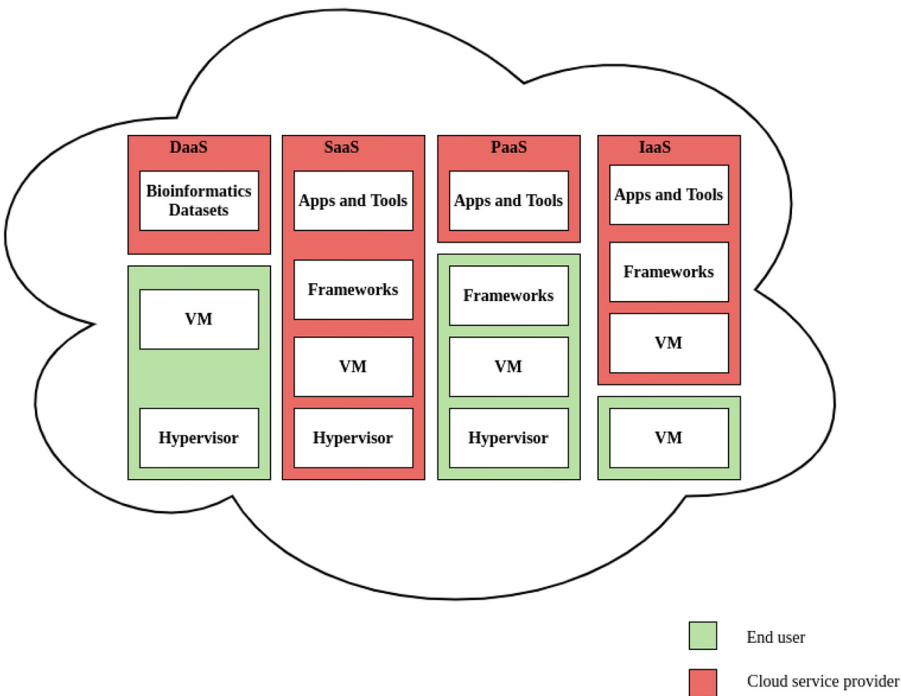 DaaS
Bioinformatics
Datasets
VM
Hypervisor
SaaS
Apps and Tools
Frameworks
VM
Hypervisor
PaaS
Apps and Tools
Frameworks
VM
Hypervisor
IaaS
Apps and Tools
Frameworks
VM
VM
End user
Cloud service provider